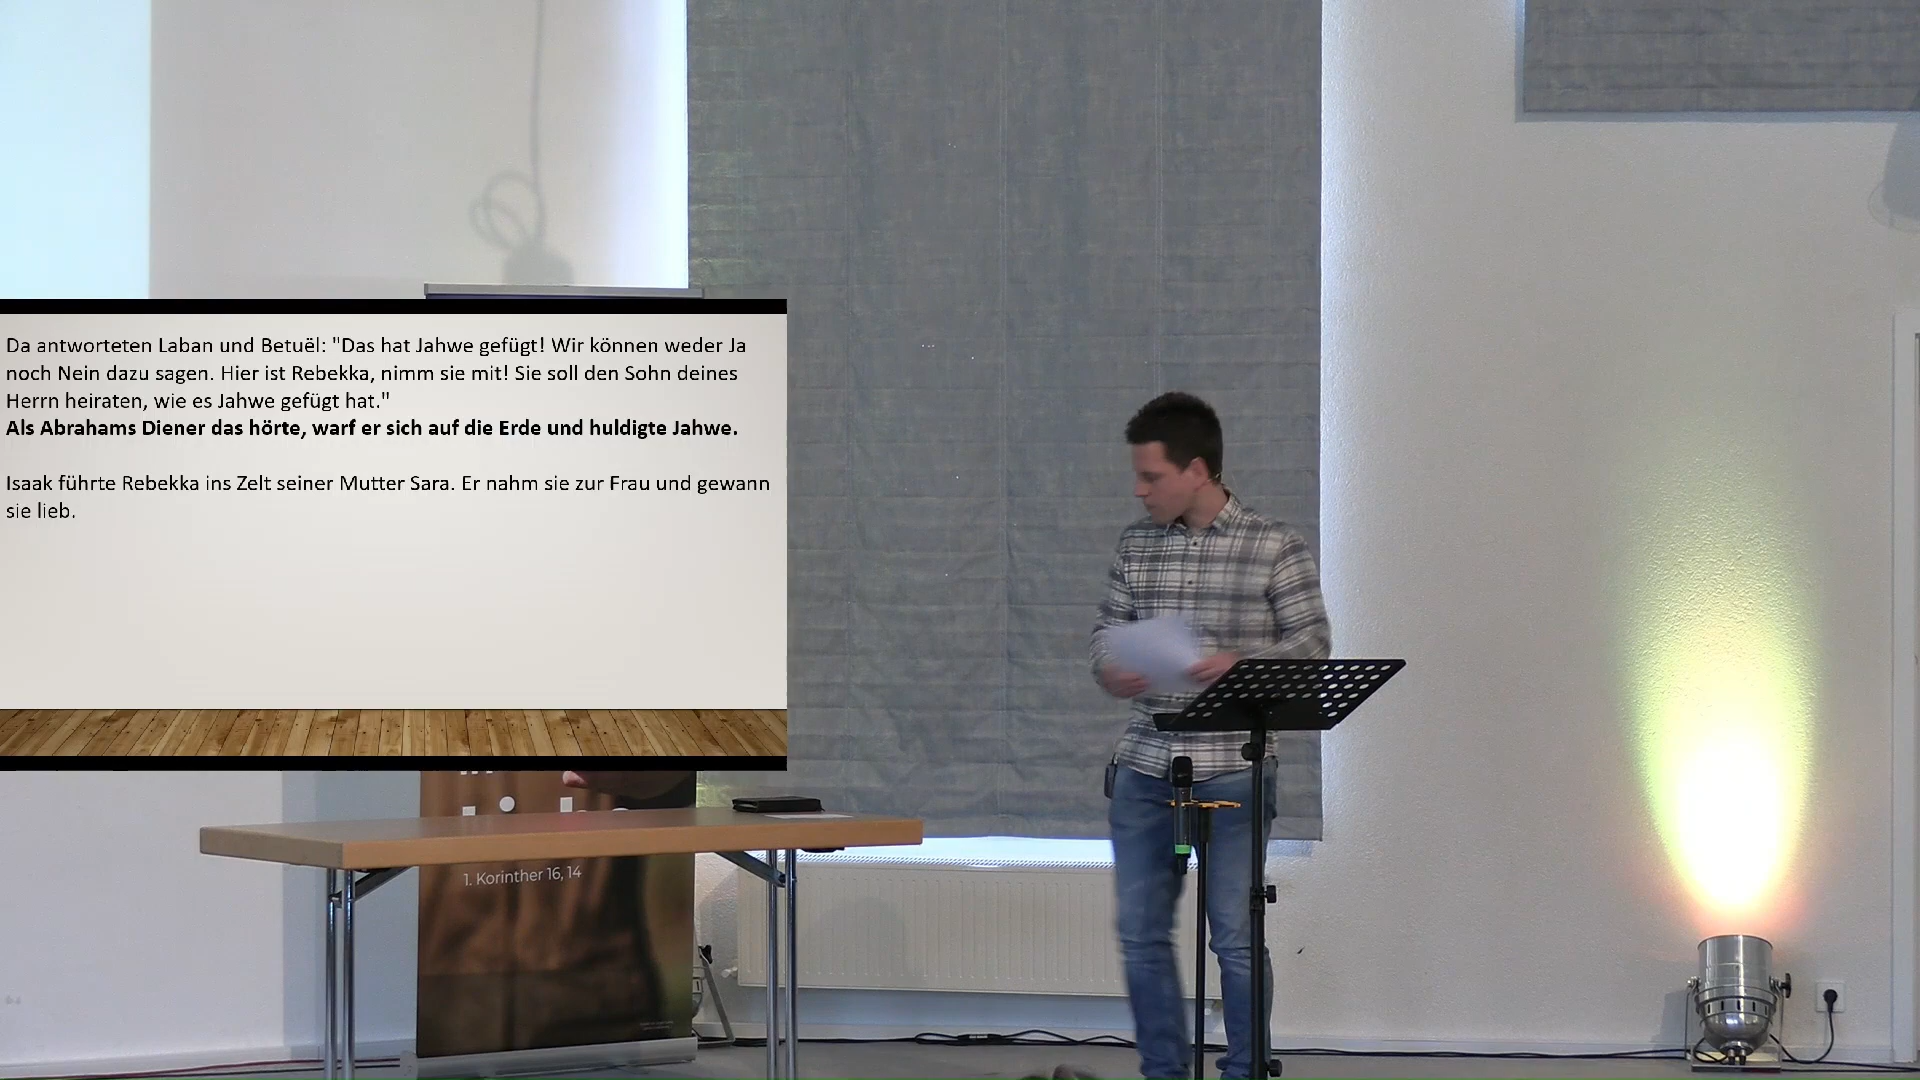 Da antworteten Laban und Betuël: "Das hat Jahwe gefügt! Wir können weder Ja
noch Nein dazu sagen. Hier ist Rebekka, nimm sie mit! Sie soll den Sohn deines
Herrn heiraten, wie es Jahwe gefügt hat."
Als Abrahams Diener das hörte, warf er sich auf die Erde und huldigte Jahwe.
Isaak führte Rebekka ins Zelt seiner Mutter Sara. Er nahm sie zur Frau und gewann
sie lieb.
1. Korinther 16, 14